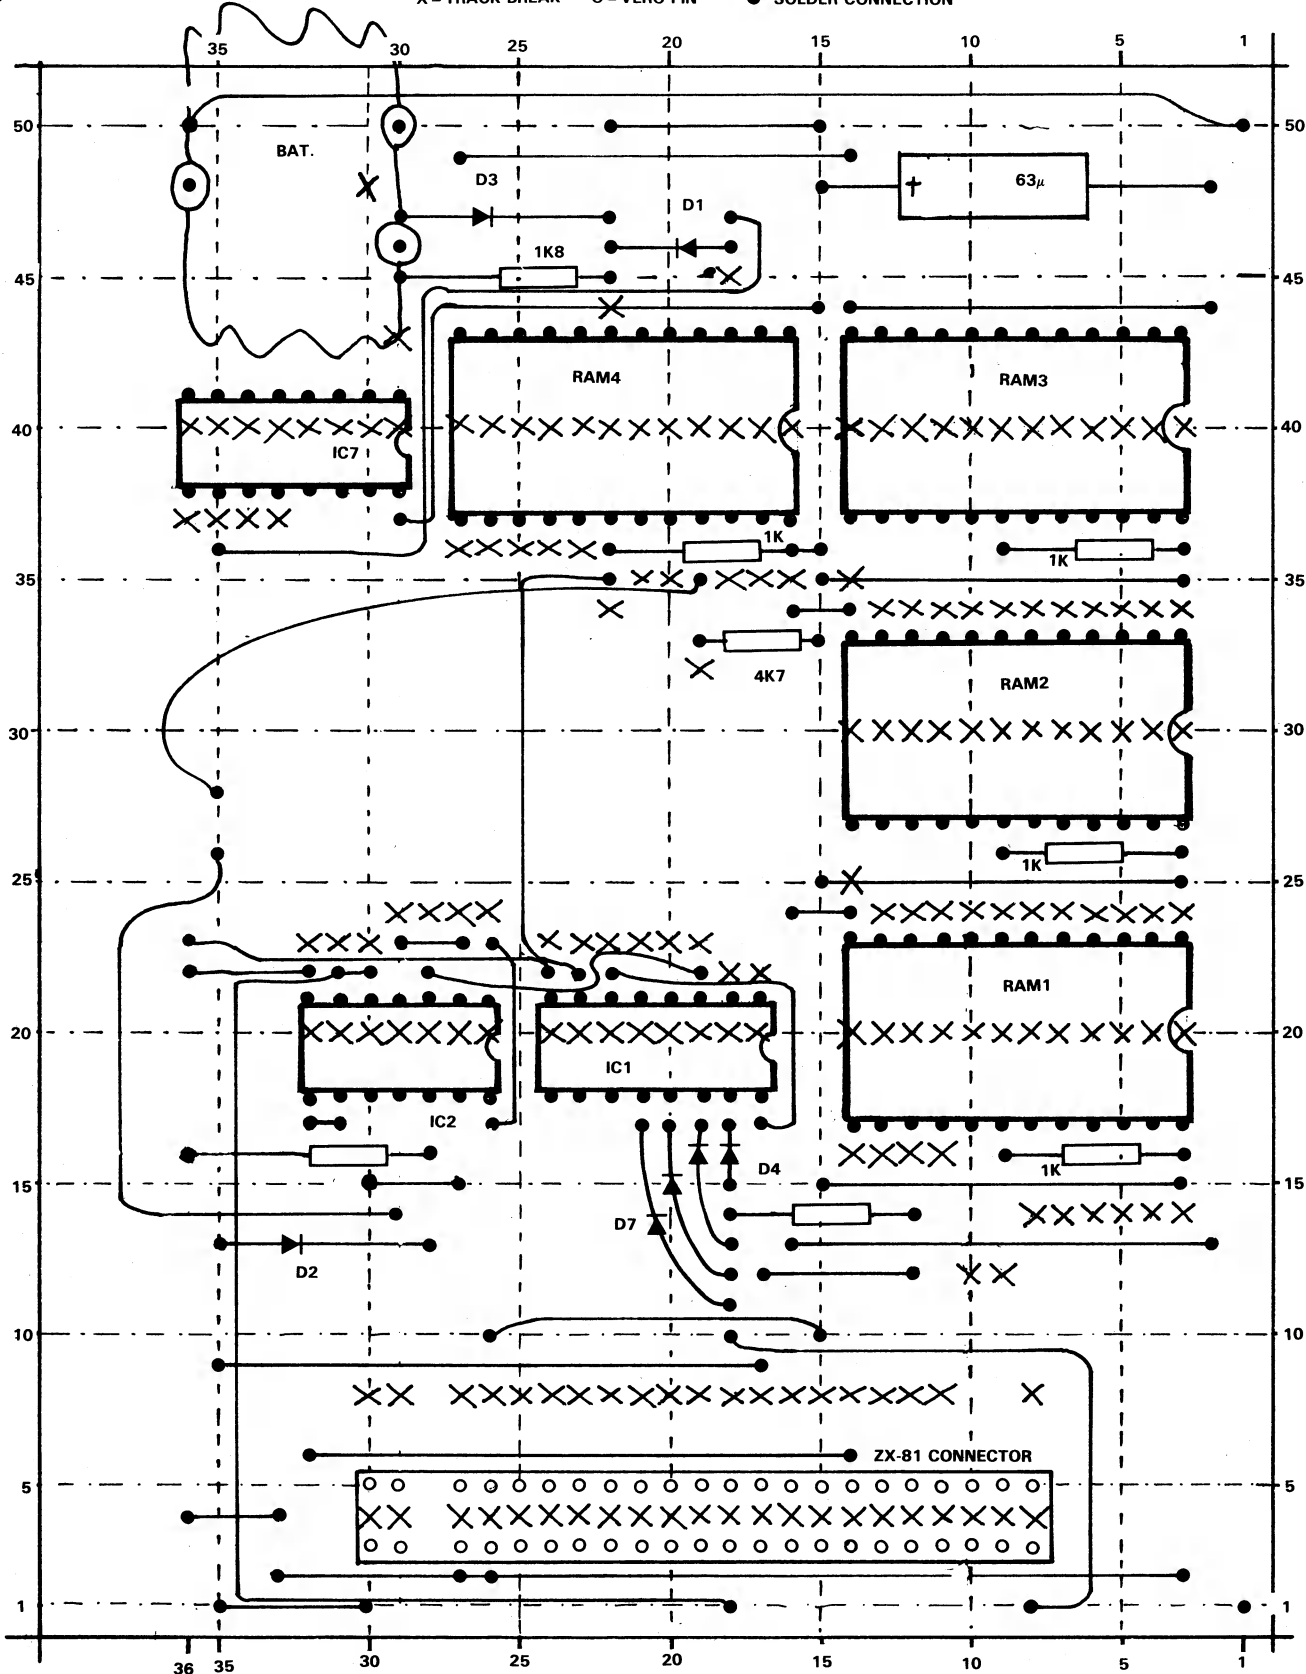 X – TRACK BREAK O – VERO PIN ● SOLDER CONNECTION
35 30 25 20 15 10 5 1
50 50
BAT.
D3
63µ
+
D1
1K8
45 45
RAM4
RAM3
40 40
IC7
1K
1K
35 35
4K7
RAM2
30 30
1K
25 25
RAM1
20 20
IC1
IC2
D4
1K
15 15
D7
D2
10 10
ZX-81 CONNECTOR
5 5
1 1
36 35 30 25 20 15 10 5 1